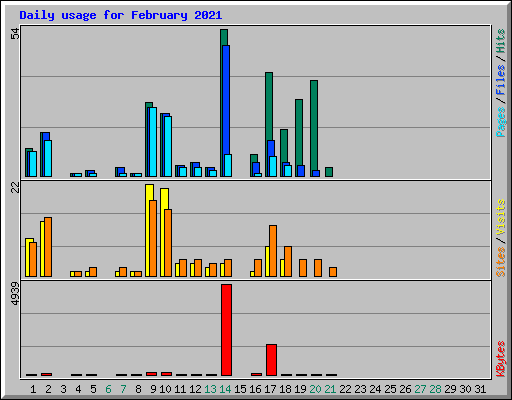 Daily usage for February 2021
54
22
4939
Pages / Files / Hits
Sites / Visits
KBytes
1 2 3 4 5 6 7 8 9 10 11 12 13 14 15 16 17 18 19 20 21 22 23 24 25 26 27 28 29 30 31